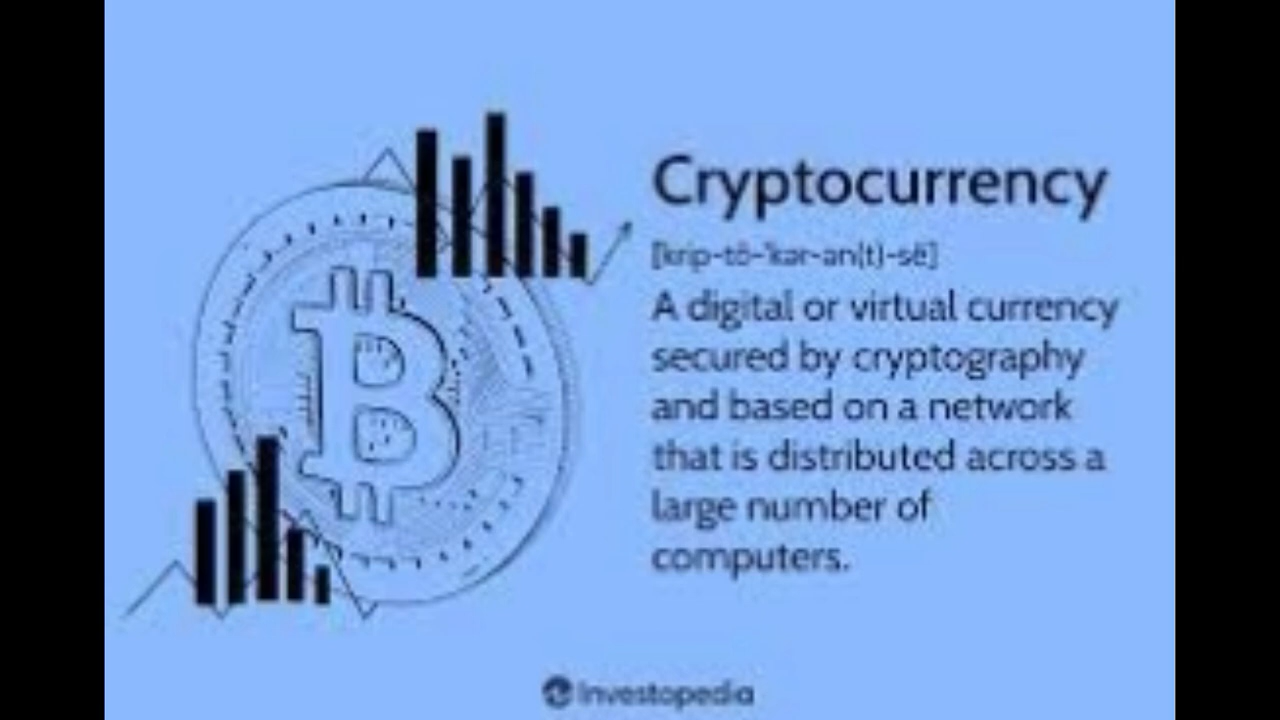 Cryptocurrency
[krip-tō-ˈkər-ən(t)-sē]
A digital or virtual currency
secured by cryptography
and based on a network
that is distributed across a
large number of
computers.
Investopedia